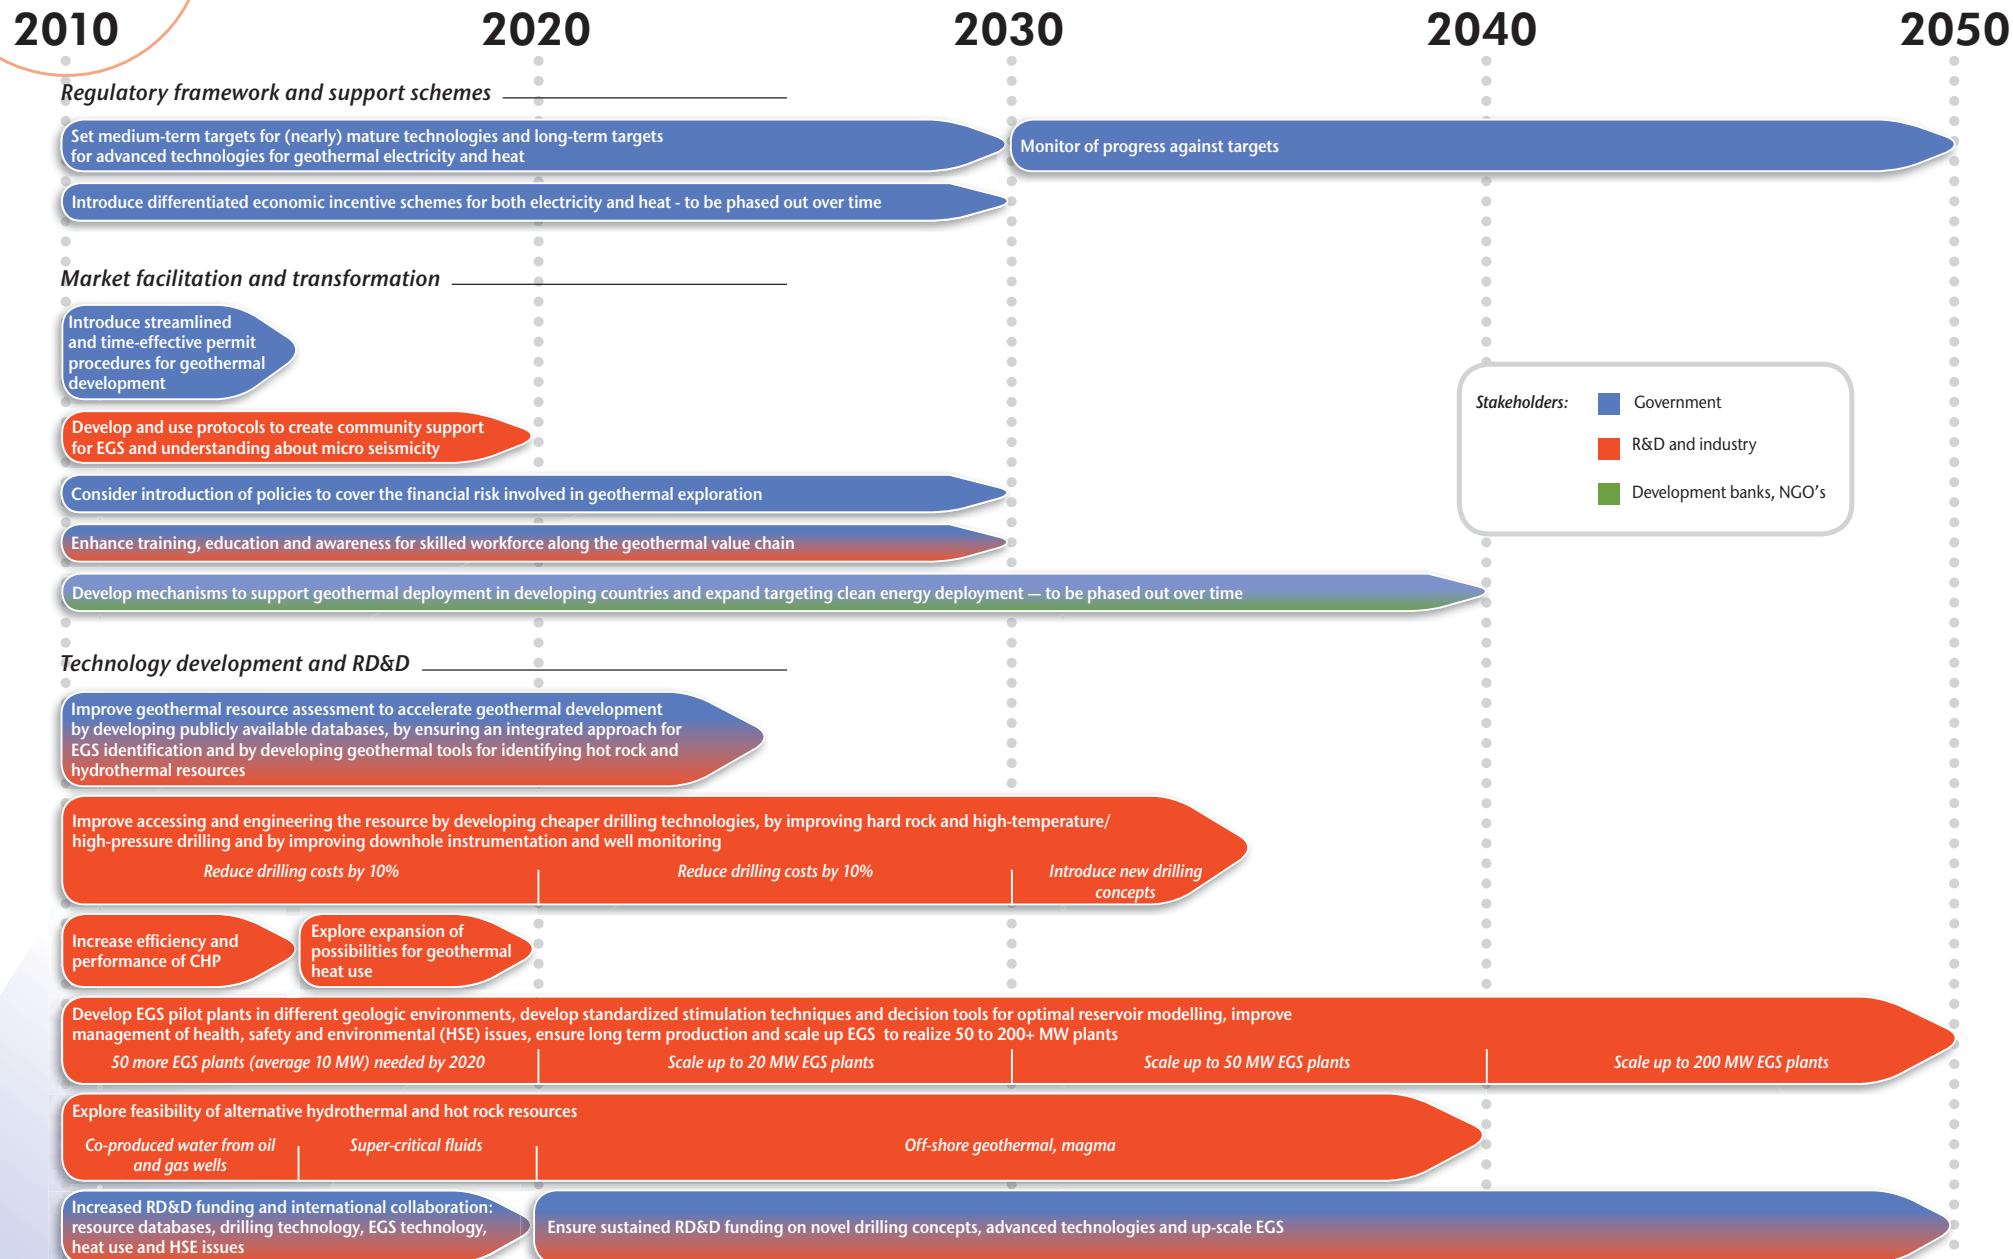 2010 2020 2030 2040 2050
Regulatory framework and support schemes
Set medium-term targets for (nearly) mature technologies and long-term targets
for advanced technologies for geothermal electricity and heat
Monitor of progress against targets
Introduce differentiated economic incentive schemes for both electricity and heat - to be phased out over time
Market facilitation and transformation
Introduce streamlined
and time-effective permit
procedures for geothermal
development
Stakeholders:
Government
R&D and industry
Development banks, NGO's
Develop and use protocols to create community support
for EGS and understanding about micro seismicity
Consider introduction of policies to cover the financial risk involved in geothermal exploration
Enhance training, education and awareness for skilled workforce along the geothermal value chain
Develop mechanisms to support geothermal deployment in developing countries and expand targeting clean energy deployment — to be phased out over time
Technology development and RD&D
Improve geothermal resource assessment to accelerate geothermal development
by developing publicly available databases, by ensuring an integrated approach for
EGS identification and by developing geothermal tools for identifying hot rock and
hydrothermal resources
Improve accessing and engineering the resource by developing cheaper drilling technologies, by improving hard rock and high-temperature/
high-pressure drilling and by improving downhole instrumentation and well monitoring
Reduce drilling costs by 10%
Reduce drilling costs by 10%
Introduce new drilling
concepts
Increase efficiency and
performance of CHP
Explore expansion of
possibilities for geothermal
heat use
Develop EGS pilot plants in different geologic environments, develop standardized stimulation techniques and decision tools for optimal reservoir modelling, improve
management of health, safety and environmental (HSE) issues, ensure long term production and scale up EGS to realize 50 to 200+ MW plants
50 more EGS plants (average 10 MW) needed by 2020
Scale up to 20 MW EGS plants
Scale up to 50 MW EGS plants
Scale up to 200 MW EGS plants
Explore feasibility of alternative hydrothermal and hot rock resources
Co-produced water from oil
and gas wells
Super-critical fluids
Off-shore geothermal, magma
Increased RD&D funding and international collaboration:
resource databases, drilling technology, EGS technology,
heat use and HSE issues
Ensure sustained RD&D funding on novel drilling concepts, advanced technologies and up-scale EGS